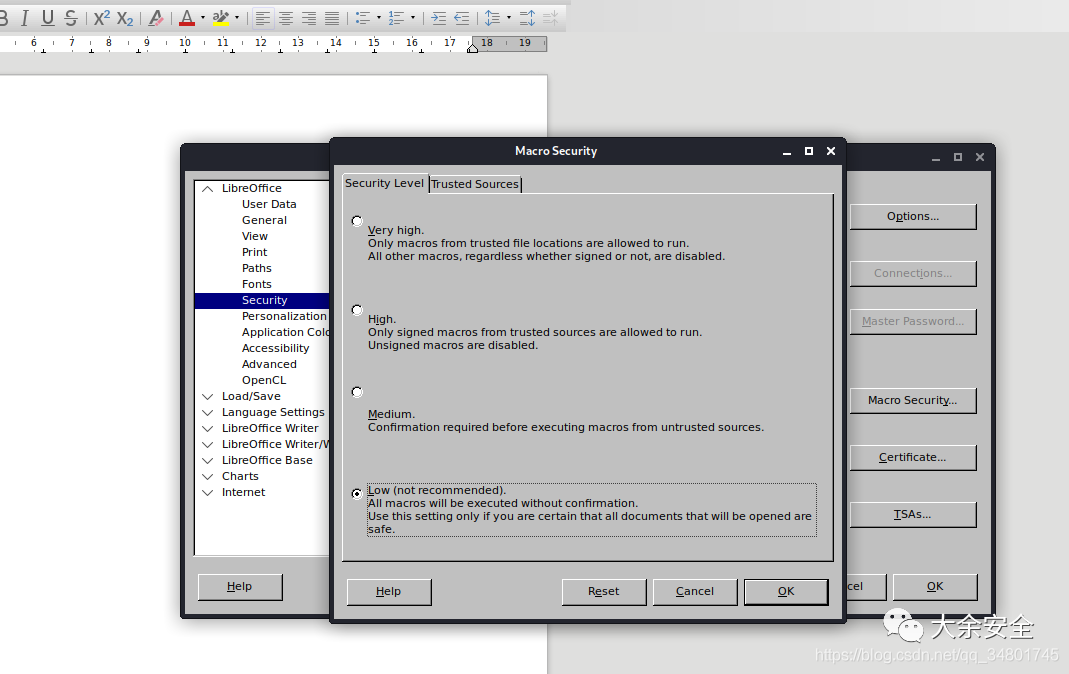 B I U S X² X₂ A
6 7 8 9 10 11 12 13 14 15 16 17 18 19
Macro Security
LibreOffice
User Data
General
View
Print
Paths
Fonts
Security
Personalization
Application Colo
Accessibility
Advanced
OpenCL
Load/Save
Language Settings
LibreOffice Writer
LibreOffice Writer/W
LibreOffice Base
Charts
Internet
Help
Security Level
Trusted Sources
Very high.
Only macros from trusted file locations are allowed to run.
All other macros, regardless whether signed or not, are disabled.
High.
Only signed macros from trusted sources are allowed to run.
Unsigned macros are disabled.
Medium.
Confirmation required before executing macros from untrusted sources.
Low (not recommended).
All macros will be executed without confirmation.
Use this setting only if you are certain that all documents that will be opened are
safe.
Help
Reset
Cancel
OK
Options...
Connections...
Master Password...
Macro Security...
Certificate...
TSAs...
cel
OK
大余安全
https://blog.csdn.net/qq_34801745